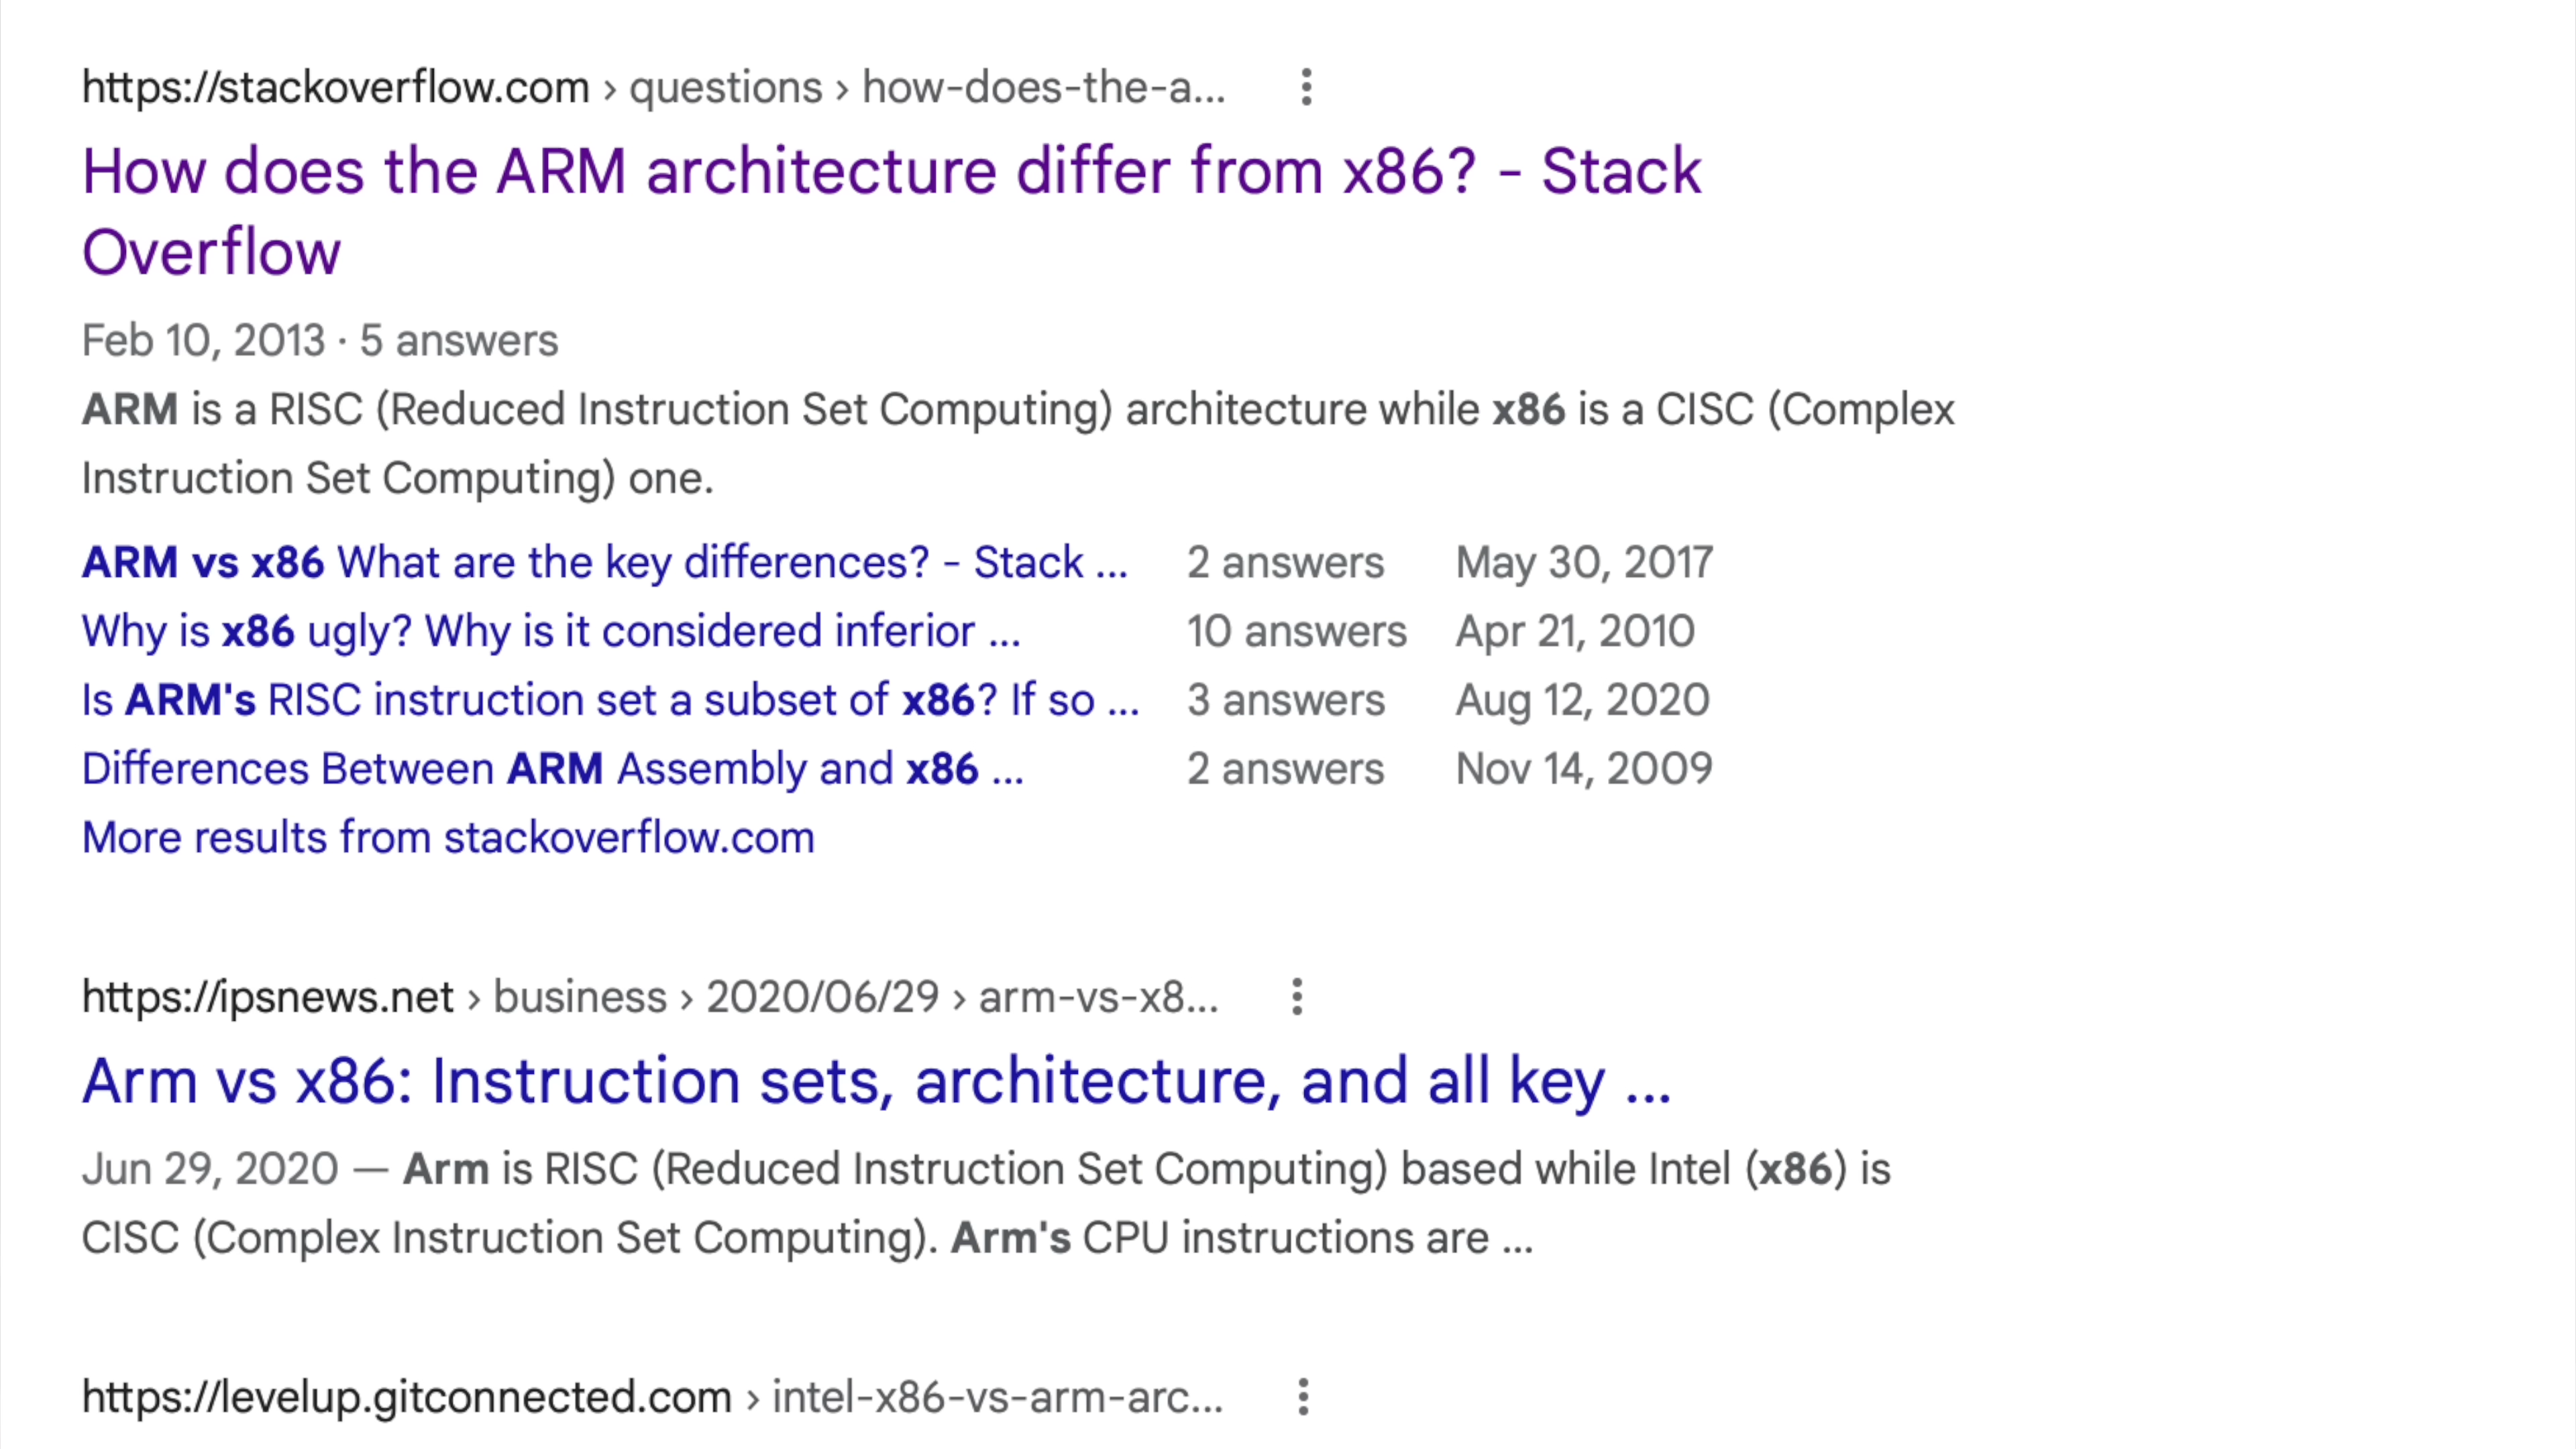 https://stackoverflow.com › questions › how-does-the-a...
How does the ARM architecture differ from x86? - Stack
Overflow
Feb 10, 2013 · 5 answers
ARM is a RISC (Reduced Instruction Set Computing) architecture while x86 is a CISC (Complex
Instruction Set Computing) one.
ARM vs x86 What are the key differences? - Stack ... 2 answers May 30, 2017
Why is x86 ugly? Why is it considered inferior ... 10 answers Apr 21, 2010
Is ARM's RISC instruction set a subset of x86? If so ... 3 answers Aug 12, 2020
Differences Between ARM Assembly and x86 ... 2 answers Nov 14, 2009
More results from stackoverflow.com
https://ipsnews.net › business › 2020/06/29 › arm-vs-x8...
Arm vs x86: Instruction sets, architecture, and all key ...
Jun 29, 2020 — Arm is RISC (Reduced Instruction Set Computing) based while Intel (x86) is
CISC (Complex Instruction Set Computing). Arm's CPU instructions are ...
https://levelup.gitconnected.com › intel-x86-vs-arm-arc...